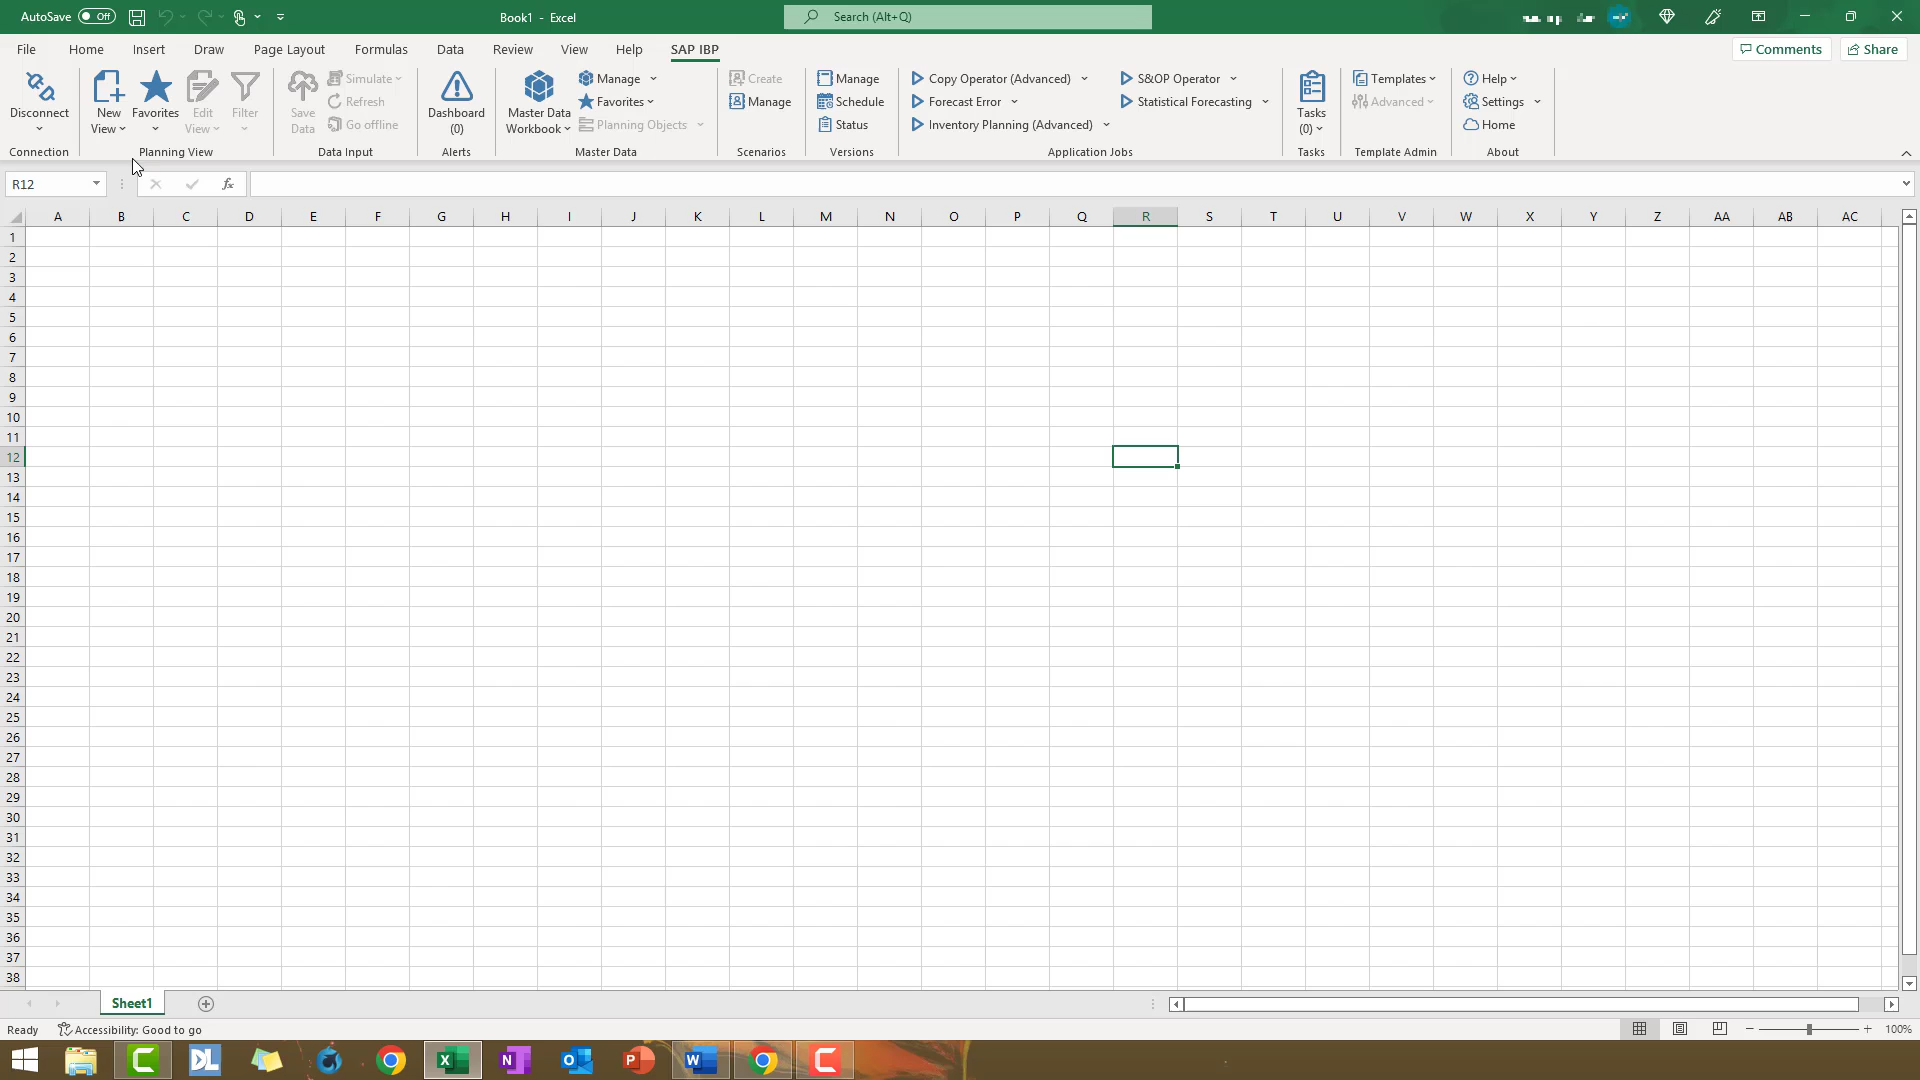 AutoSave Off Book1 - Excel Search (Alt+Q)
File Home Insert Draw Page Layout Formulas Data Review View Help SAP IBP Comments Share
Disconnect
Connection
New View
Favorites
Edit View
Filter
Planning View
Save Data
Simulate
Refresh
Go offline
Data Input
Dashboard (0)
Alerts
Master Data Workbook
Manage
Favorites
Planning Objects
Master Data
Create
Manage
Scenarios
Manage
Schedule
Status
Versions
Copy Operator (Advanced)
Forecast Error
Inventory Planning (Advanced)
S&OP Operator
Statistical Forecasting
Application Jobs
Tasks (0)
Tasks
Templates
Advanced
Template Admin
Help
Settings
Home
About
R12 fx
A B C D E F G H I J K L M N O P Q R S T U V W X Y Z AA AB AC
1
2
3
4
5
6
7
8
9
10
11
12
13
14
15
16
17
18
19
20
21
22
23
24
25
26
27
28
29
30
31
32
33
34
35
36
37
38
Sheet1
Ready Accessibility: Good to go 100%
C DL X N O P W C